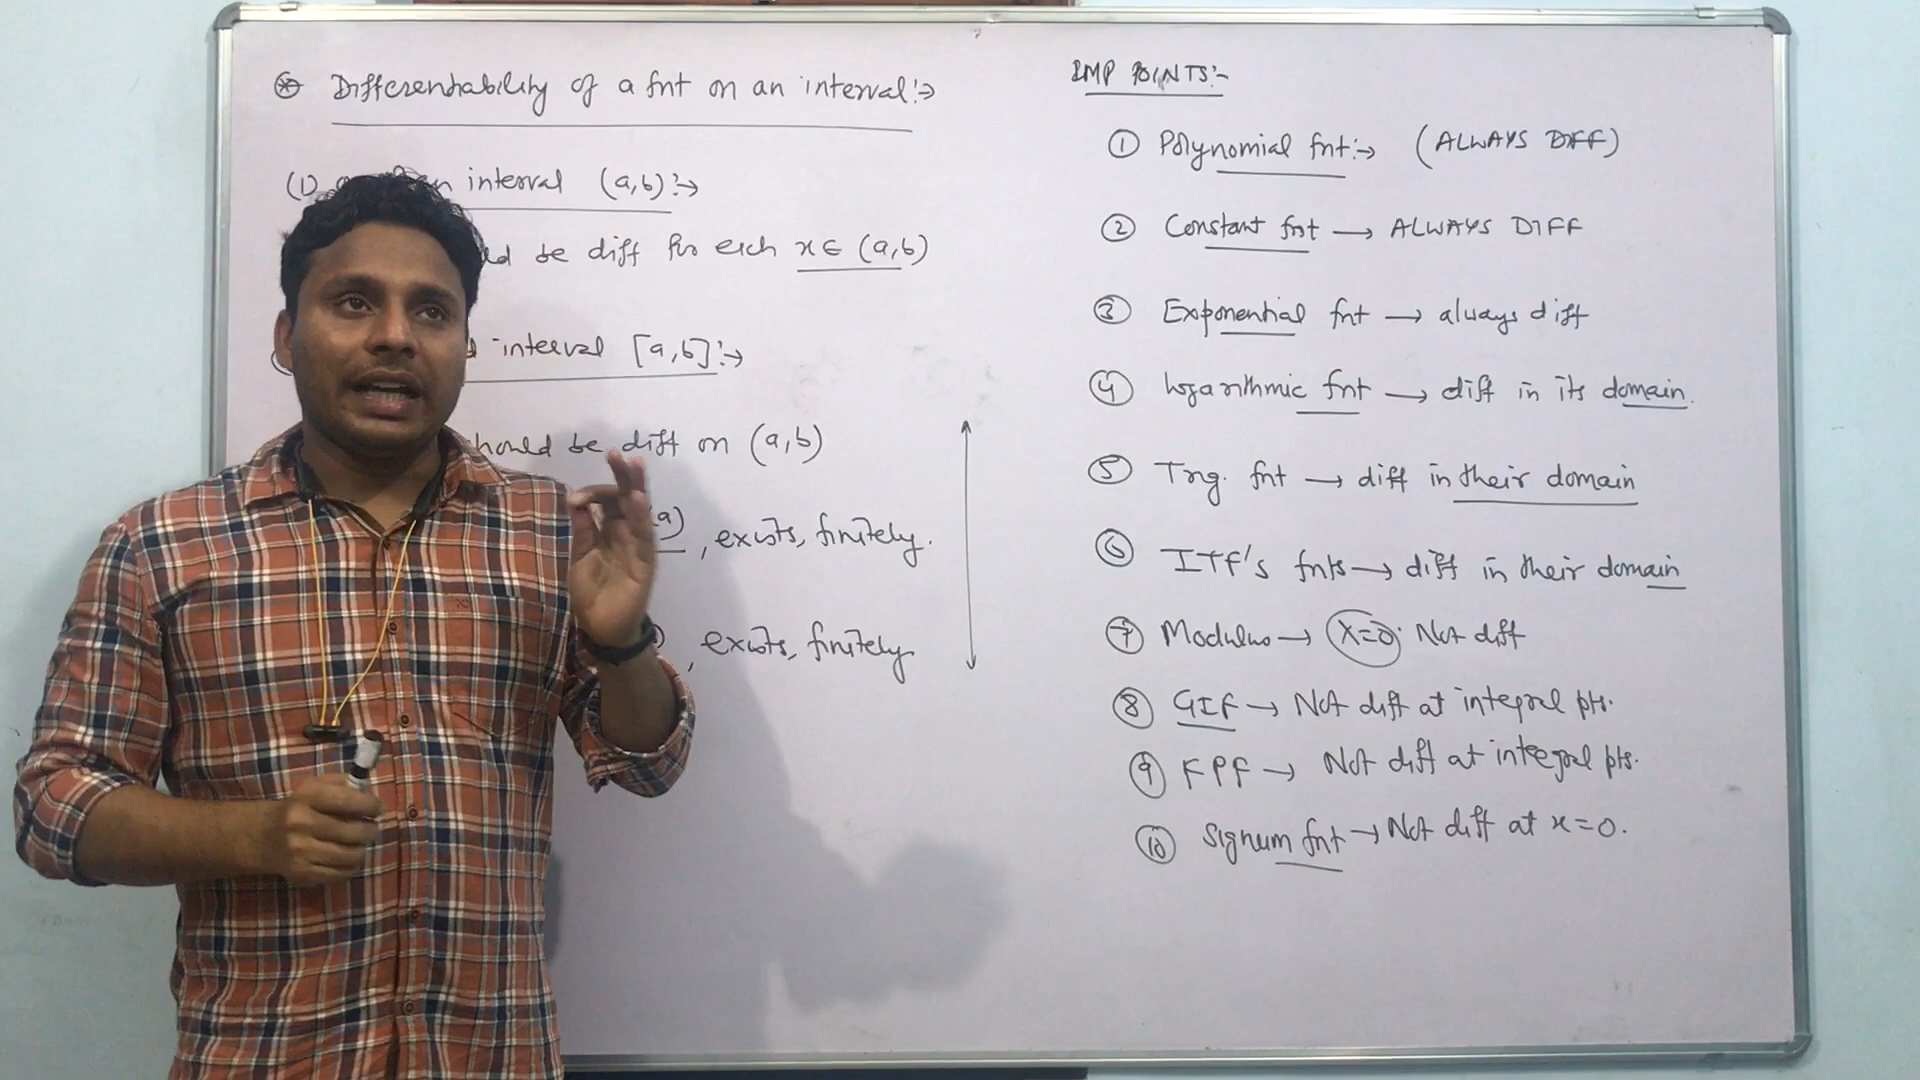 Differentiability of a fnt on an interval :→
(1) interval (a,b) :→
be diff for each x ∈ (a,b)
interval [a,b] :→
hould be diff on (a,b)
(a) , exists, finitely.
, exists, finitely
IMP POINTS :-
① Polynomial fnt :→ (ALWAYS DIFF)
② Constant fnt → ALWAYS DIFF
③ Exponential fnt → always diff
④ logarithmic fnt → diff in its domain.
⑤ Trig. fnt → diff in their domain
⑥ ITF's fnts → diff in their domain
⑦ Modulus → x=0. Not diff
⑧ GIF → Not diff at integral pts.
⑨ FPF → Not diff at integral pts.
⑩ Signum fnt → Not diff at x=0.